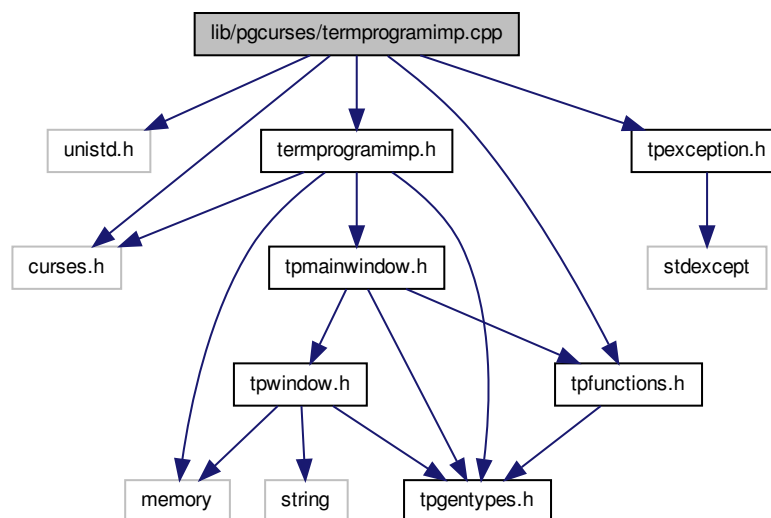 lib/pgcurses/termprogramimp.cpp
unistd.h
termprogramimp.h
tpexception.h
curses.h
tpmainwindow.h
stdexcept
tpwindow.h
tpfunctions.h
memory
string
tpgentypes.h